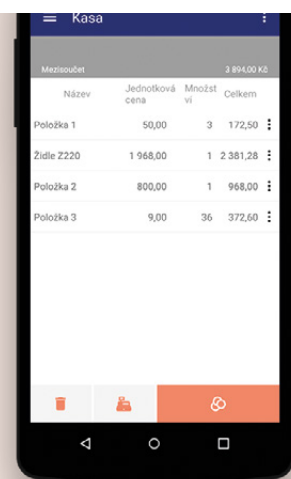 Kasa
Mezisoučet 3 894,00 Kč
Název Jednotková cena Množství Celkem
Položka 1 50,00 3 172,50
Židle Z220 1 968,00 1 2 381,28
Položka 2 800,00 1 968,00
Položka 3 9,00 36 372,60